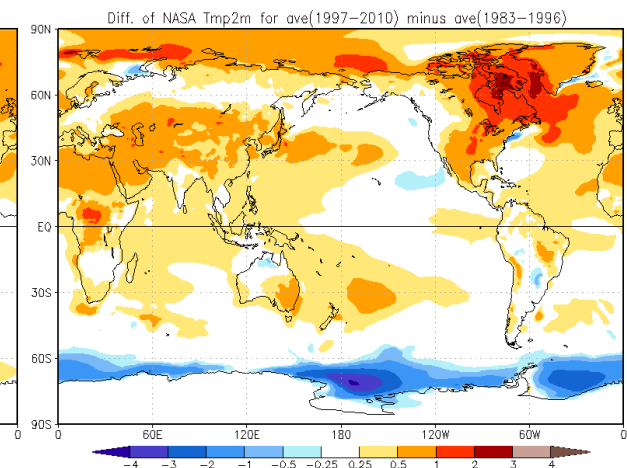 Diff. of NASA Tmp2m for ave(1997-2010) minus ave(1983-1996)
90N
60N
30N
EQ
30S
60S
90S
0 0 60E 120E 180 120W 60W 0
-4 -3 -2 -1 -0.5 -0.25 0.25 0.5 1 2 3 4